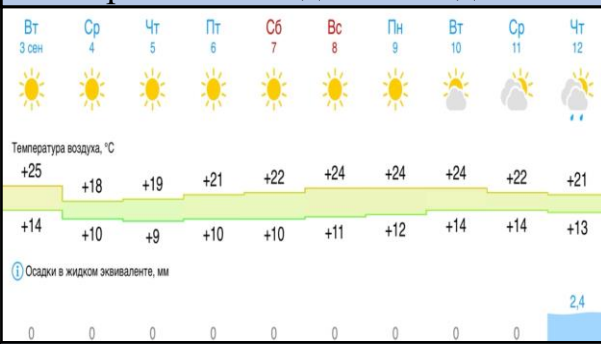 Вт Ср Чт Пт Сб Вс Пн Вт Ср Чт
3 сен 4 5 6 7 8 9 10 11 12
Температура воздуха, °C
+25 +18 +19 +21 +22 +24 +24 +24 +22 +21
+14 +10 +9 +10 +10 +11 +12 +14 +14 +13
i Осадки в жидком эквиваленте, мм
2,4
0 0 0 0 0 0 0 0 0